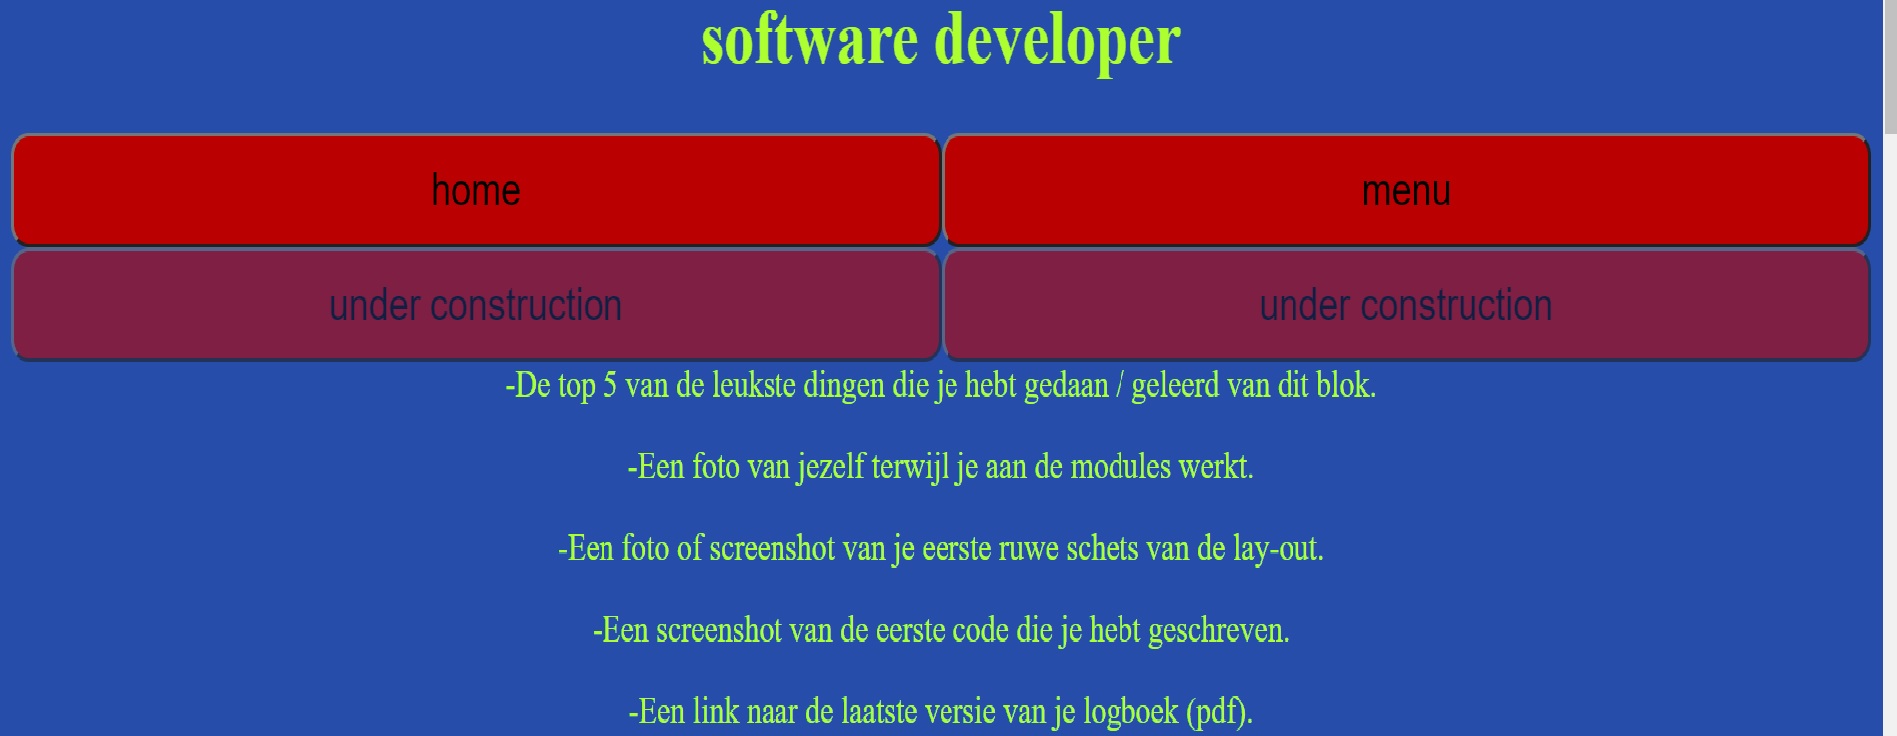 software developer
home
menu
under construction
under construction
-De top 5 van de leukste dingen die je hebt gedaan / geleerd van dit blok.
-Een foto van jezelf terwijl je aan de modules werkt.
-Een foto of screenshot van je eerste ruwe schets van de lay-out.
-Een screenshot van de eerste code die je hebt geschreven.
-Een link naar de laatste versie van je logboek (pdf).